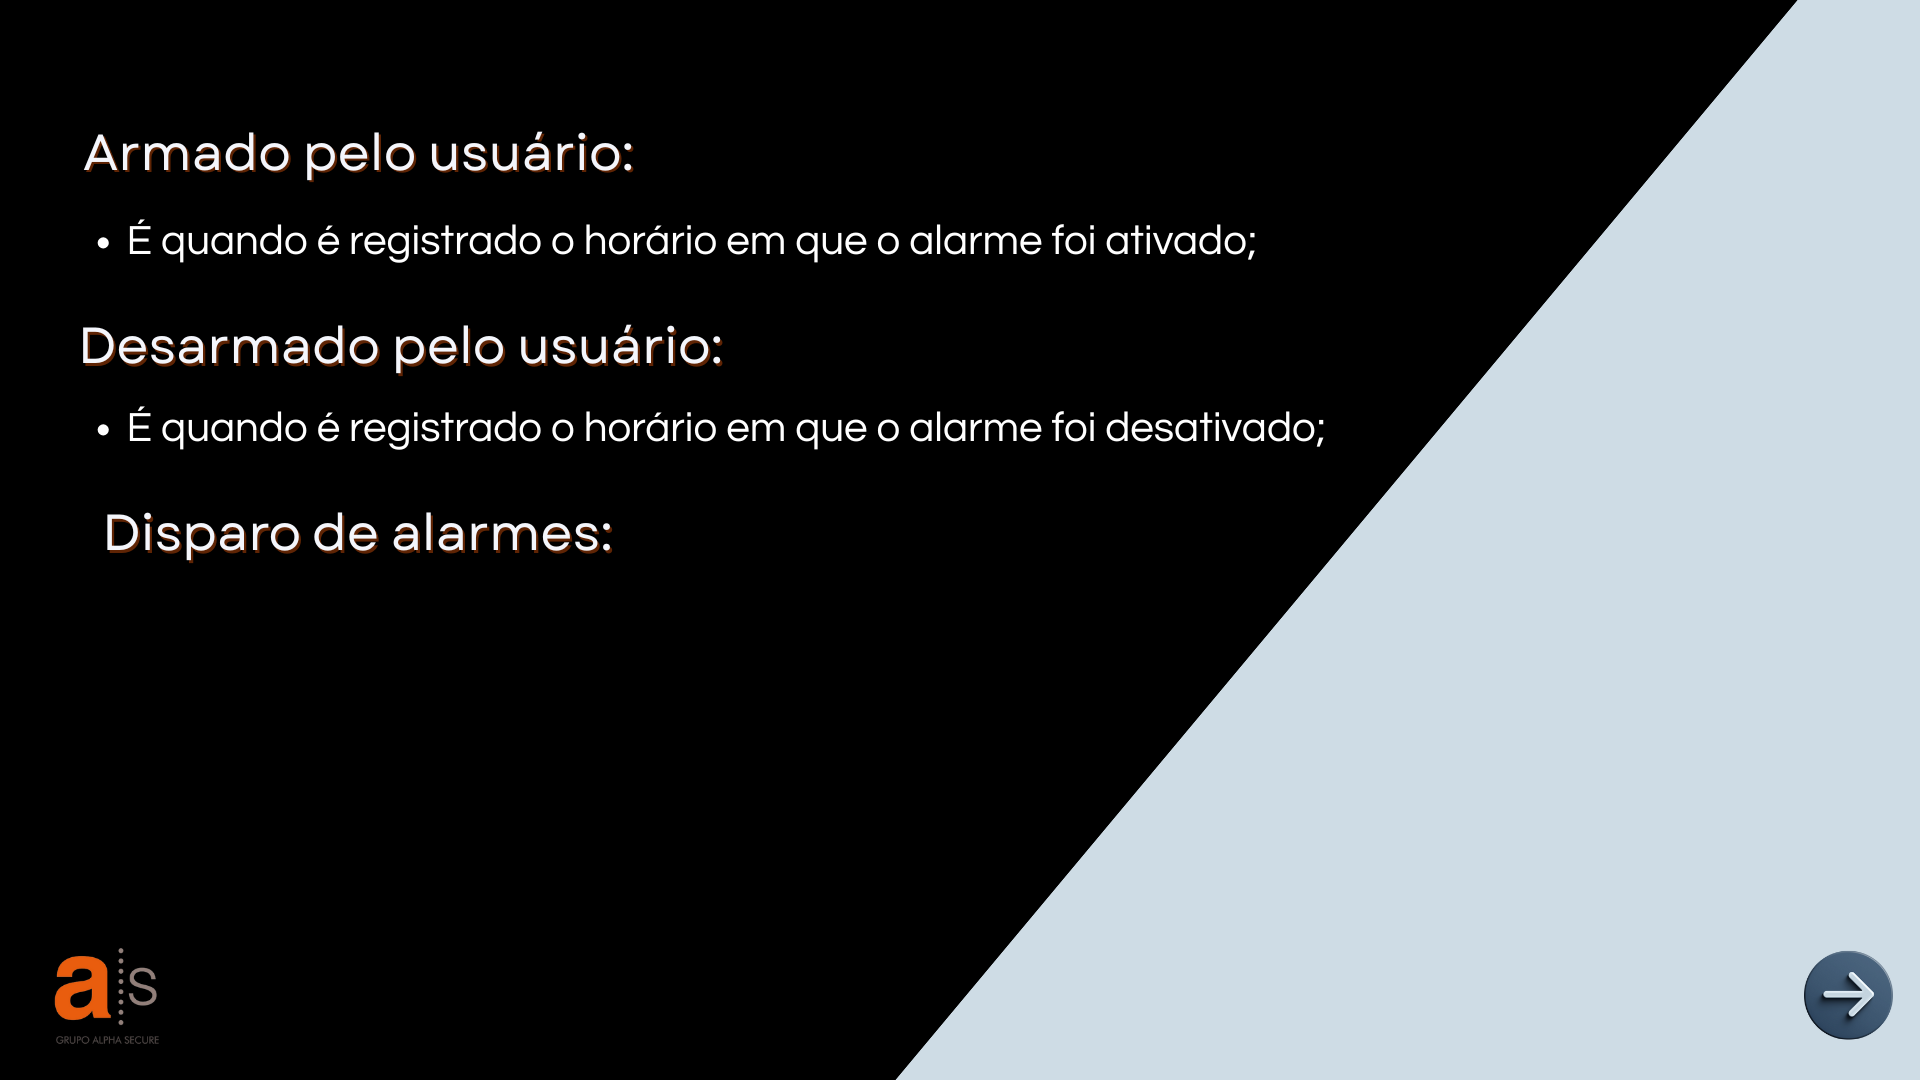 Armado pelo usuário:
• É quando é registrado o horário em que o alarme foi ativado;
Desarmado pelo usuário:
• É quando é registrado o horário em que o alarme foi desativado;
Disparo de alarmes:
a s
GRUPO ALPHA SECURE